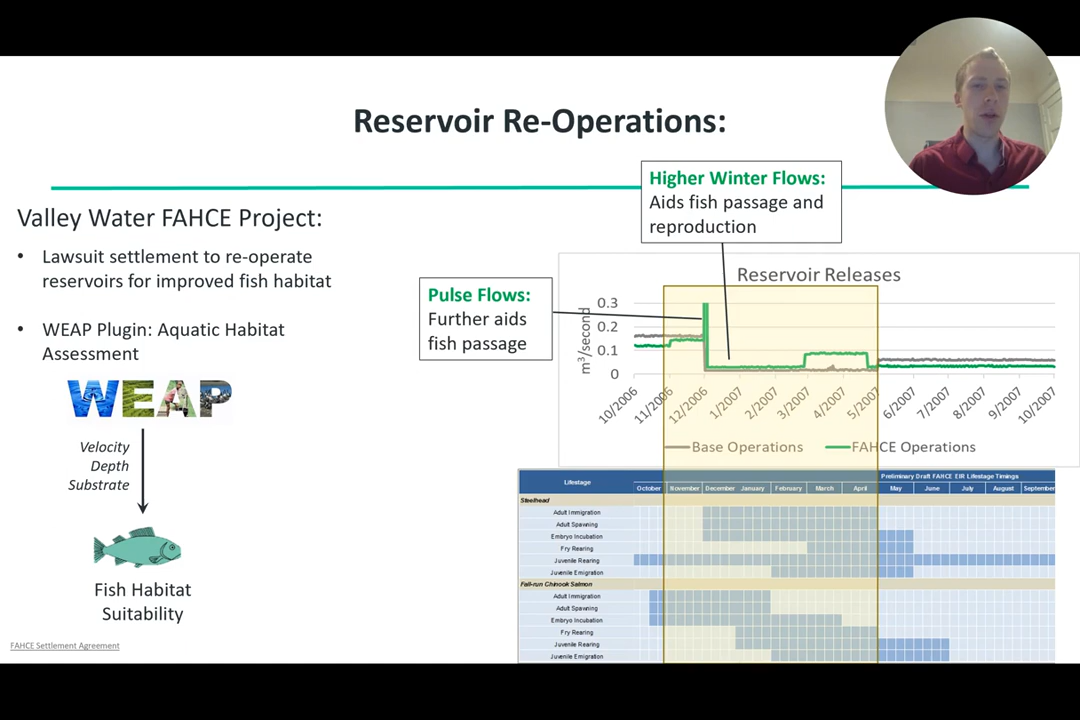 Reservoir Re-Operations:
Valley Water FAHCE Project:
• Lawsuit settlement to re-operate
reservoirs for improved fish habitat
• WEAP Plugin: Aquatic Habitat
Assessment
WEAP
Velocity
Depth
Substrate
Fish Habitat
Suitability
FAHCE Settlement Agreement
Higher Winter Flows:
Aids fish passage and
reproduction
Pulse Flows:
Further aids
fish passage
Reservoir Releases
m³/second
0.3
0.2
0.1
0
10/2006
11/2006
12/2006
1/2007
2/2007
3/2007
4/2007
5/2007
6/2007
7/2007
8/2007
9/2007
10/2007
Base Operations
FAHCE Operations
Lifestage
Preliminary Draft FAHCE EIR Lifestage Timings
October November December January February March April May June July August September
Steelhead
Adult Immigration
Adult Spawning
Embryo Incubation
Fry Rearing
Juvenile Rearing
Juvenile Emigration
Fall-run Chinook Salmon
Adult Immigration
Adult Spawning
Embryo Incubation
Fry Rearing
Juvenile Rearing
Juvenile Emigration